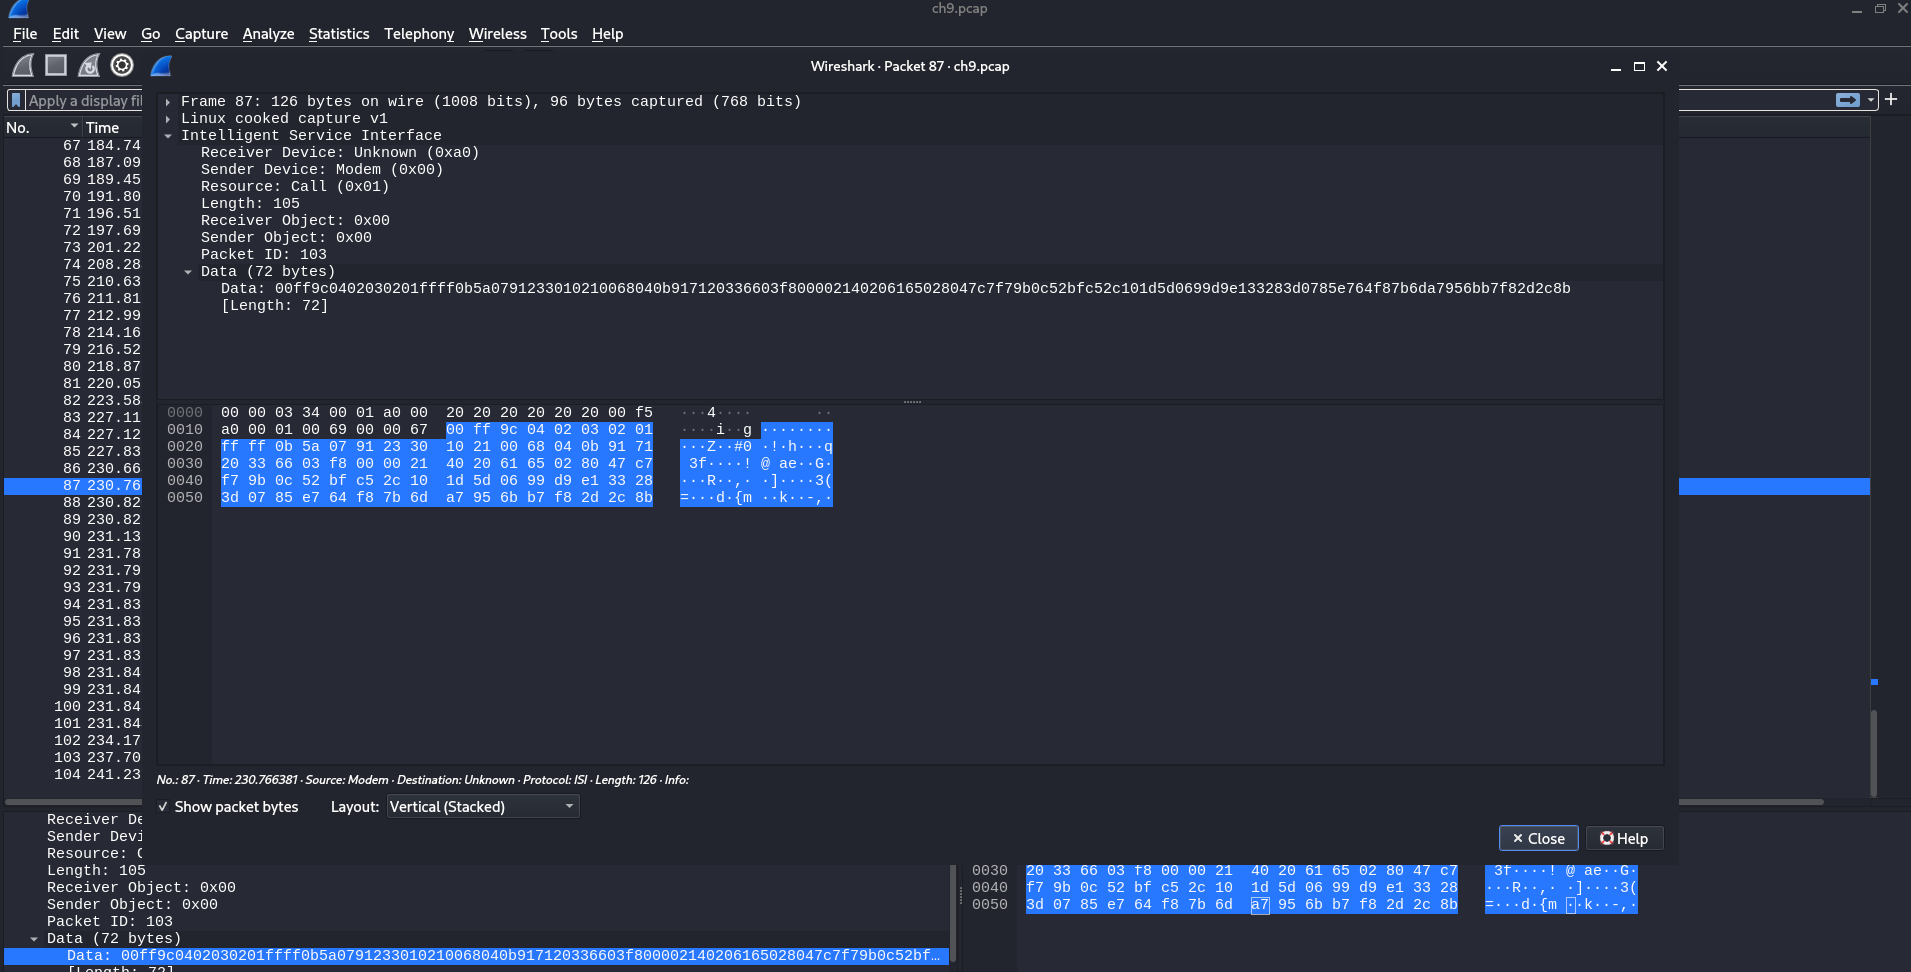 ch9.pcap
File Edit View Go Capture Analyze Statistics Telephony Wireless Tools Help
Wireshark · Packet 87 · ch9.pcap
Apply a display fil
No. Time
67 184.74
68 187.09
69 189.45
70 191.80
71 196.51
72 197.69
73 201.22
74 208.28
75 210.63
76 211.81
77 212.99
78 214.16
79 216.52
80 218.87
81 220.05
82 223.58
83 227.11
84 227.12
85 227.83
86 230.66
87 230.76
88 230.82
89 230.82
90 231.13
91 231.78
92 231.79
93 231.79
94 231.83
95 231.83
96 231.83
97 231.83
98 231.84
99 231.84
100 231.84
101 231.84
102 234.17
103 237.70
104 241.23
Frame 87: 126 bytes on wire (1008 bits), 96 bytes captured (768 bits)
Linux cooked capture v1
Intelligent Service Interface
Receiver Device: Unknown (0xa0)
Sender Device: Modem (0x00)
Resource: Call (0x01)
Length: 105
Receiver Object: 0x00
Sender Object: 0x00
Packet ID: 103
Data (72 bytes)
Data: 00ff9c0402030201ffff0b5a0791233010210068040b917120336603f80000214020616502804​7c7f79b0c52bfc52c101d5d0699d9e133283d0785e764f87b6da7956bb7f82d2c8b
[Length: 72]
0000 00 00 03 34 00 01 a0 00 20 20 20 20 20 20 00 f5 ···4···· ··
0010 a0 00 01 00 69 00 00 67 00 ff 9c 04 02 03 02 01 ····i··g ········
0020 ff ff 0b 5a 07 91 23 30 10 21 00 68 04 0b 91 71 ···Z··#0 ·!·h···q
0030 20 33 66 03 f8 00 00 21 40 20 61 65 02 80 47 c7 3f····! @ ae··G·
0040 f7 9b 0c 52 bf c5 2c 10 1d 5d 06 99 d9 e1 33 28 ···R··,· ·]····3(
0050 3d 07 85 e7 64 f8 7b 6d a7 95 6b b7 f8 2d 2c 8b =···d·{m ··k··-,·
No.: 87 · Time: 230.766381 · Source: Modem · Destination: Unknown · Protocol: ISI · Length: 126 · Info:
Show packet bytes Layout: Vertical (Stacked)
Close Help
Receiver De
Sender Devi
Resource: C
Length: 105
Receiver Object: 0x00
Sender Object: 0x00
Packet ID: 103
Data (72 bytes)
Data: 00ff9c0402030201ffff0b5a0791233010210068040b917120336603f800002140206165028047c7f79b0c52bf…
[Length: 72]
0030 20 33 66 03 f8 00 00 21 40 20 61 65 02 80 47 c7 3f····! @ ae··G·
0040 f7 9b 0c 52 bf c5 2c 10 1d 5d 06 99 d9 e1 33 28 ···R··,· ·]····3(
0050 3d 07 85 e7 64 f8 7b 6d a7 95 6b b7 f8 2d 2c 8b =···d·{m ··k··-,·